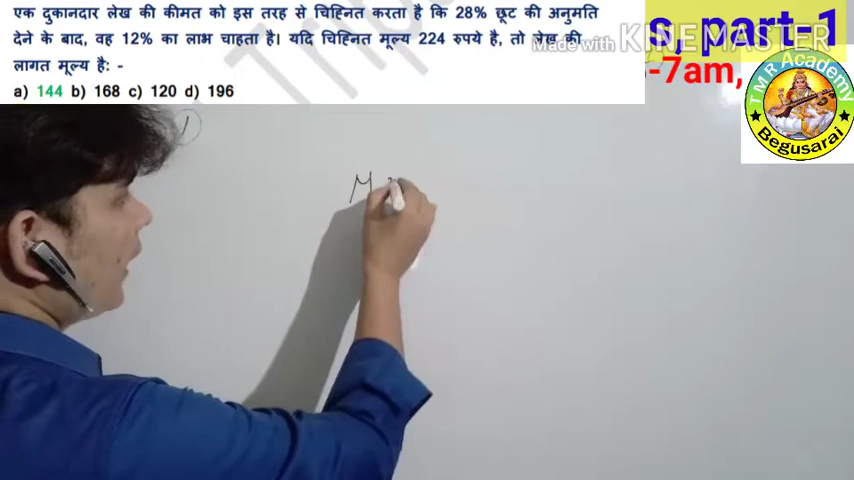 एक दुकानदार लेख की कीमत को इस तरह से चिह्नित करता है कि 28% छूट की अनुमति
देने के बाद, वह 12% का लाभ चाहता है। यदि चिह्नित मूल्य 224 रुपये है, तो लेख की
लागत मूल्य है: -
a) 144 b) 168 c) 120 d) 196
s, part-1
Made with KINEMASTER
-7am,
TMR Academy
Begusarai
M